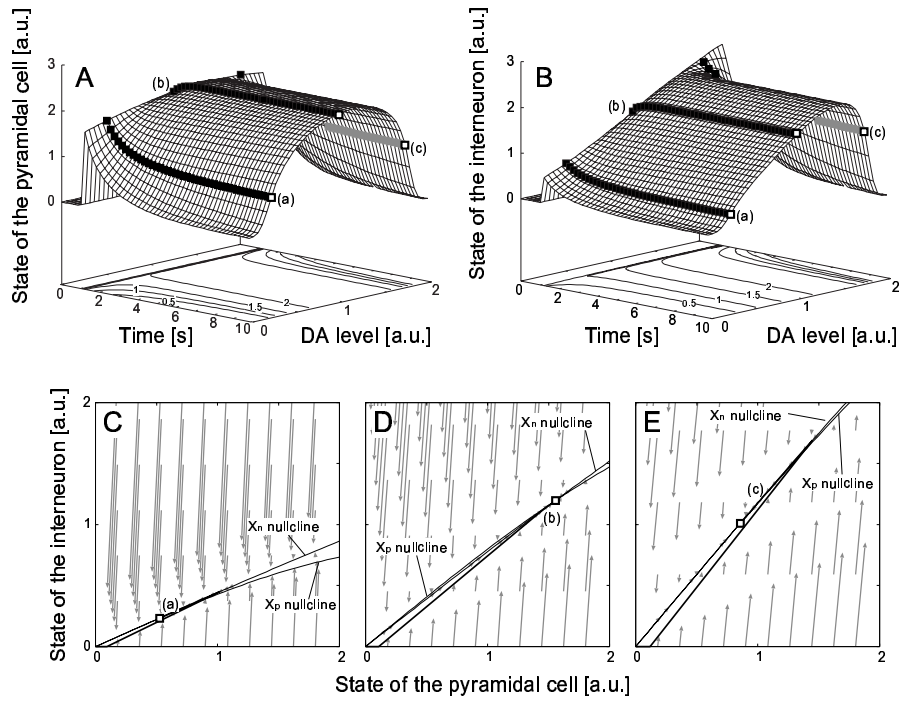 A
State of the pyramidal cell [a.u.]
3
2
1
0
(b)
(a)
(c)
1
0.5
1.5
2
0
2
4
6
8
10
0
1
2
Time [s]
DA level [a.u.]
B
State of the interneuron [a.u.]
3
2
1
0
(b)
(a)
(c)
0.5
1
1.5
2
0
2
4
6
8
10
0
1
2
Time [s]
DA level [a.u.]
State of the interneuron [a.u.]
2
1
0
C
Xn nullcline
(a)
Xp nullcline
0
1
2
D
Xn nullcline
(b)
Xp nullcline
0
1
2
E
Xn nullcline
(c)
Xp nullcline
0
1
2
State of the pyramidal cell [a.u.]